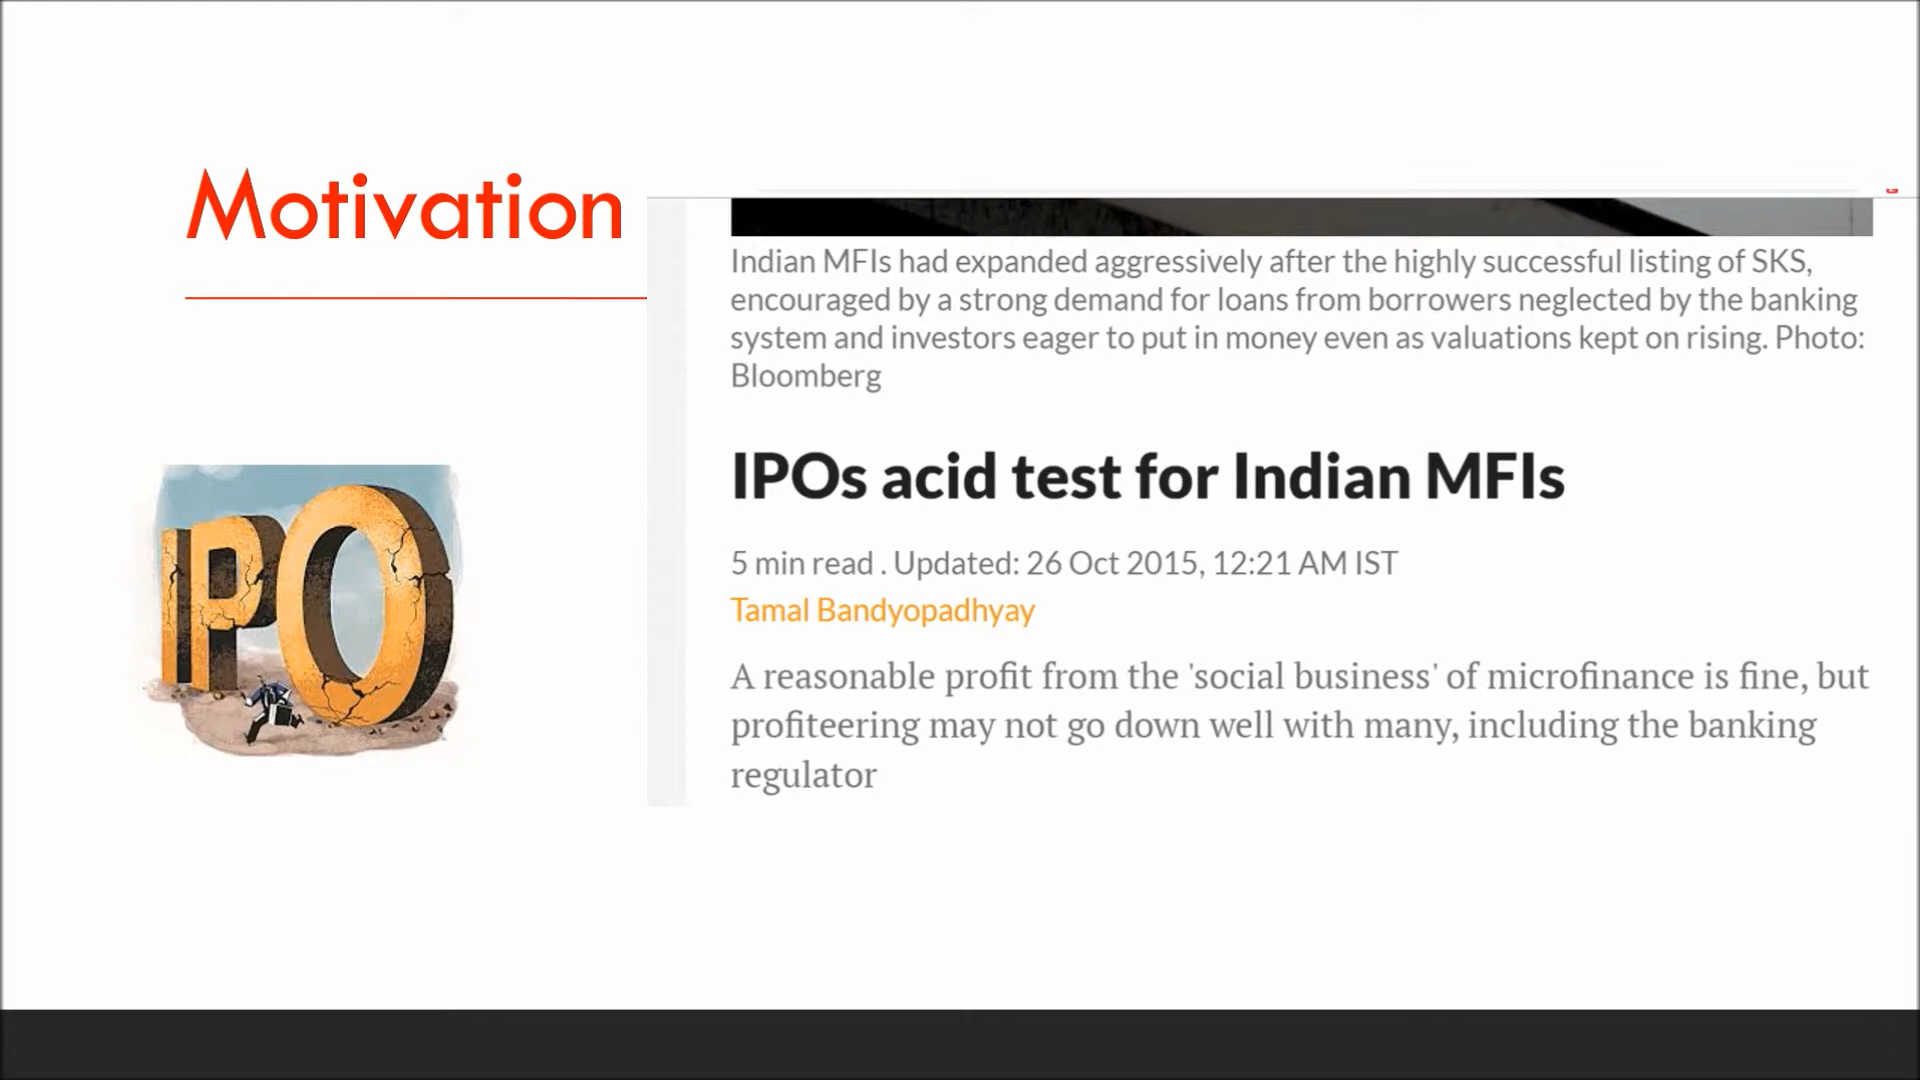 Motivation
Indian MFIs had expanded aggressively after the highly successful listing of SKS,
encouraged by a strong demand for loans from borrowers neglected by the banking
system and investors eager to put in money even as valuations kept on rising. Photo:
Bloomberg
IPOs acid test for Indian MFIs
5 min read . Updated: 26 Oct 2015, 12:21 AM IST
Tamal Bandyopadhyay
A reasonable profit from the 'social business' of microfinance is fine, but
profiteering may not go down well with many, including the banking
regulator
IPO